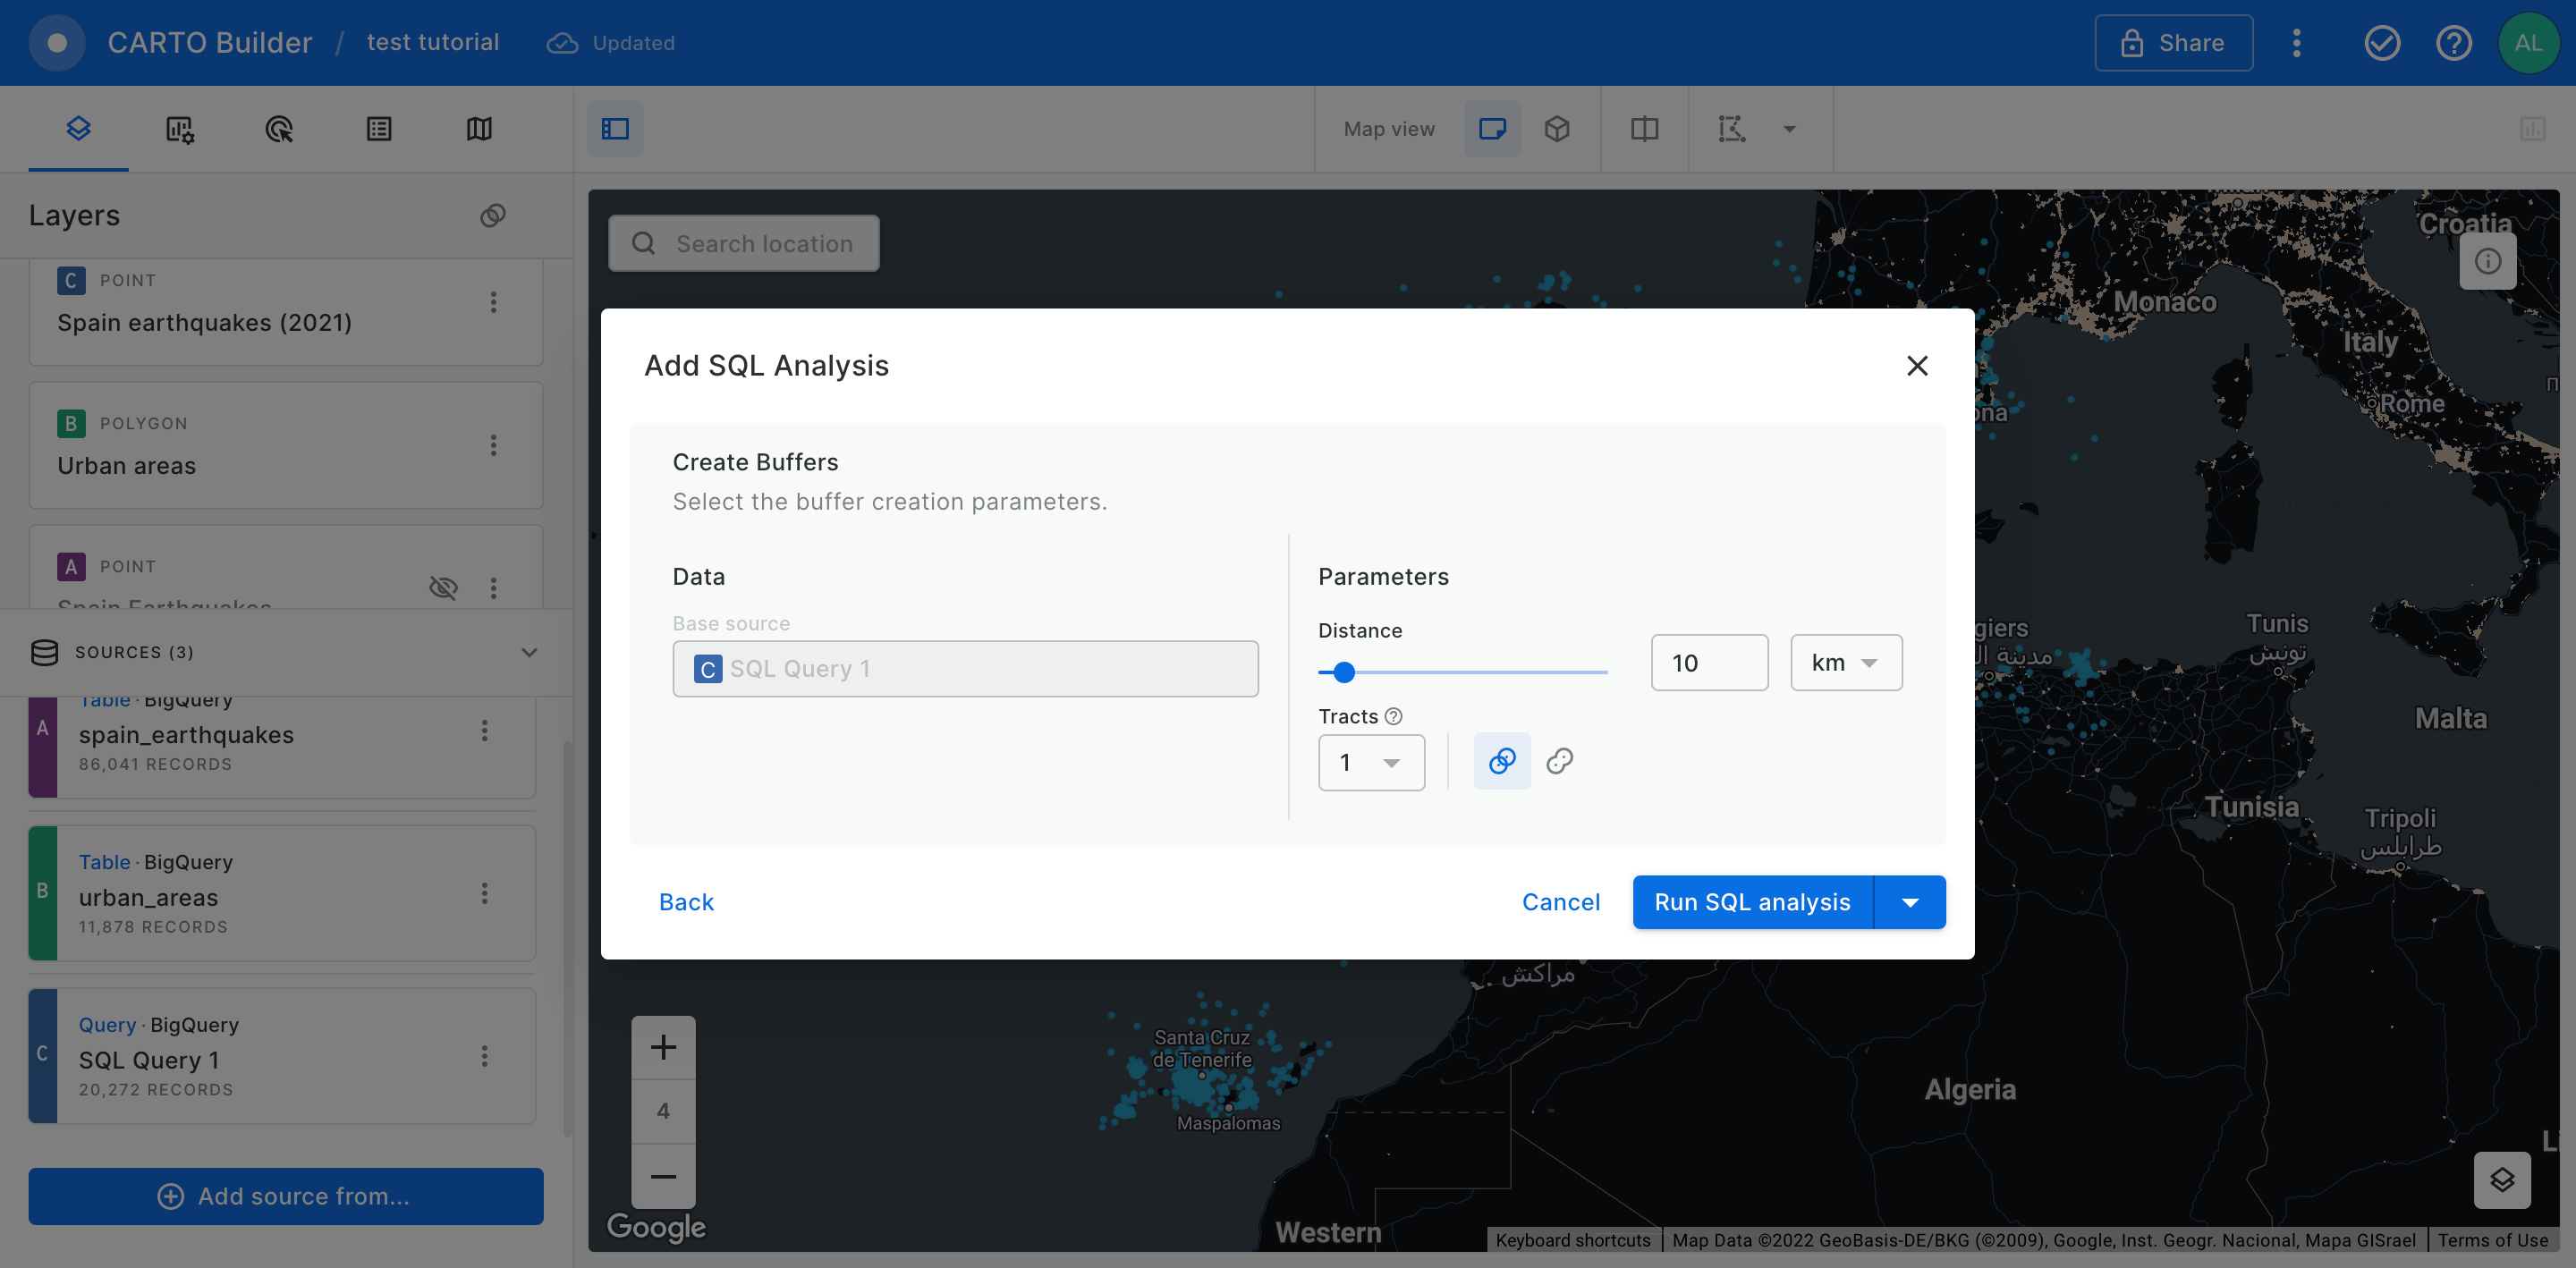 CARTO Builder / test tutorial Updated
Share AL
Map view
Layers
C POINT
Spain earthquakes (2021)
B POLYGON
Urban areas
A POINT
Spain Earthquakes
SOURCES (3)
A
Table · BigQuery
spain_earthquakes
86,041 RECORDS
B
Table · BigQuery
urban_areas
11,878 RECORDS
C
Query · BigQuery
SQL Query 1
20,272 RECORDS
Add source from...
Search location
Croatia
Monaco
Italy
Rome
ona
Add SQL Analysis
Create Buffers
Select the buffer creation parameters.
Data
Base source
C SQL Query 1
Parameters
Distance
10
km
Tracts
1
Back
Cancel
Run SQL analysis
giers
Tunis
تونس
Malta
Tunisia
Tripoli
طرابلس
مراكش
Santa Cruz
de Tenerife
Maspalomas
Algeria
Western
4
Google
Keyboard shortcuts
Map Data ©2022 GeoBasis-DE/BKG (©2009), Google, Inst. Geogr. Nacional, Mapa GISrael
Terms of Use